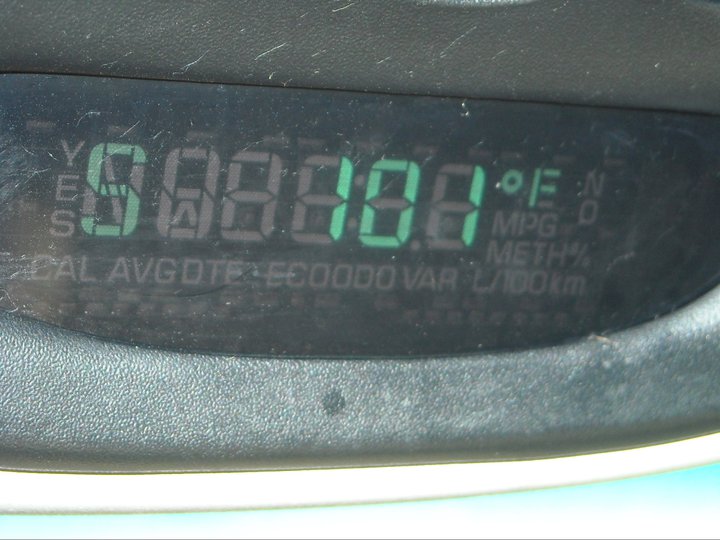 YES S 101 °F NO
MPG
METH%
CAL AVG DTE ECO ODO VAR L/100km